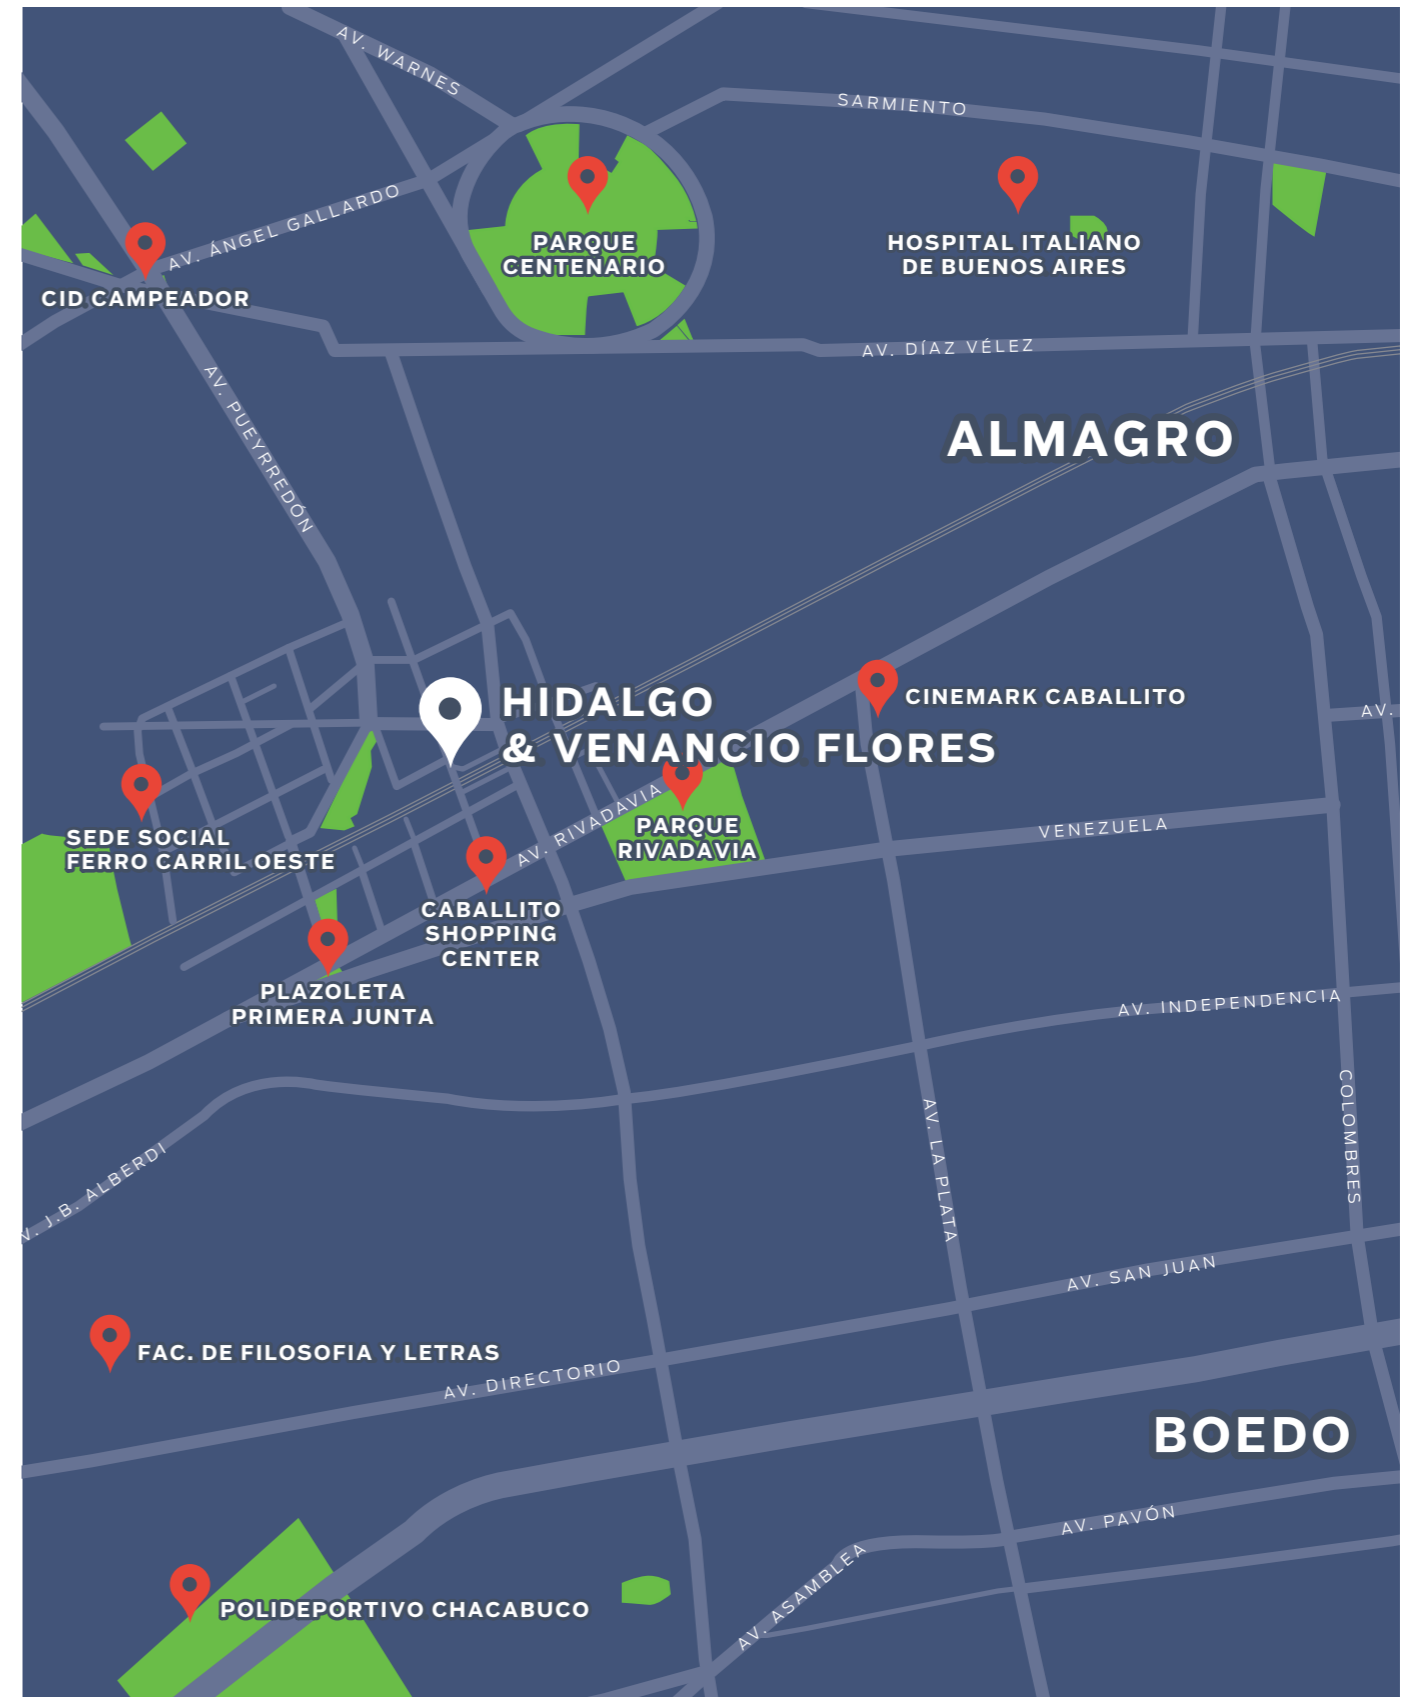 AV. WARNES
SARMIENTO
AV. ÁNGEL GALLARDO
PARQUE
CENTENARIO
HOSPITAL ITALIANO
DE BUENOS AIRES
CID CAMPEADOR
AV. DÍAZ VÉLEZ
AV. PUEYRREDÓN
ALMAGRO
HIDALGO
& VENANCIO FLORES
CINEMARK CABALLITO
AV.
SEDE SOCIAL
FERRO CARRIL OESTE
AV. RIVADAVIA
PARQUE
RIVADAVIA
VENEZUELA
CABALLITO
SHOPPING
CENTER
PLAZOLETA
PRIMERA JUNTA
AV. INDEPENDENCIA
COLOMBRES
AV. LA PLATA
V. J.B. ALBERDI
AV. SAN JUAN
FAC. DE FILOSOFIA Y LETRAS
AV. DIRECTORIO
BOEDO
AV. PAVÓN
AV. ASAMBLEA
POLIDEPORTIVO CHACABUCO